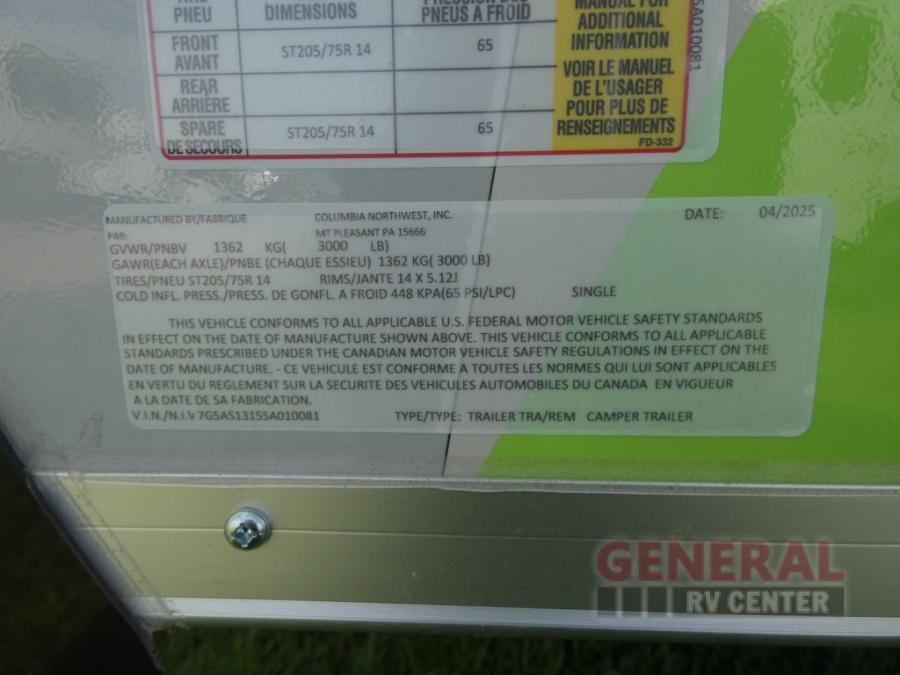 PNEU DIMENSIONS PNEUS A FROID
MANUAL FOR
ADDITIONAL
INFORMATION
FRONT
AVANT
ST205/75R 14 65
REAR
ARRIÈRE
SPARE
DE SECOURS
ST205/75R 14 65
VOIR LE MANUEL
DE L'USAGER
POUR PLUS DE
RENSEIGNEMENTS
FD-332
SA010081
MANUFACTURED BY/FABRIQUE COLUMBIA NORTHWEST, INC. DATE: 04/2025
PAR: MT PLEASANT PA 15666
GVWR/PNBV 1362 KG( 3000 LB)
GAWR(EACH AXLE)/PNBE (CHAQUE ESSIEU) 1362 KG( 3000 LB)
TIRES/PNEU ST205/75R 14 RIMS/JANTE 14 X 5.12J
COLD INFL. PRESS./PRESS. DE GONFL. A FROID 448 KPA(65 PSI/LPC) SINGLE
THIS VEHICLE CONFORMS TO ALL APPLICABLE U.S. FEDERAL MOTOR VEHICLE SAFETY STANDARDS
IN EFFECT ON THE DATE OF MANUFACTURE SHOWN ABOVE. THIS VEHICLE CONFORMS TO ALL APPLICABLE
STANDARDS PRESCRIBED UNDER THE CANADIAN MOTOR VEHICLE SAFETY REGULATIONS IN EFFECT ON THE
DATE OF MANUFACTURE. - CE VEHICULE EST CONFORME A TOUTES LES NORMES QUI LUI SONT APPLICABLES
EN VERTU DU REGLEMENT SUR LA SECURITE DES VEHICULES AUTOMOBILES DU CANADA EN VIGUEUR
A LA DATE DE SA FABRICATION.
V.I.N./N.I.V 7G5AS1315SA010081 TYPE/TYPE: TRAILER TRA/REM CAMPER TRAILER
GENERAL
RV CENTER